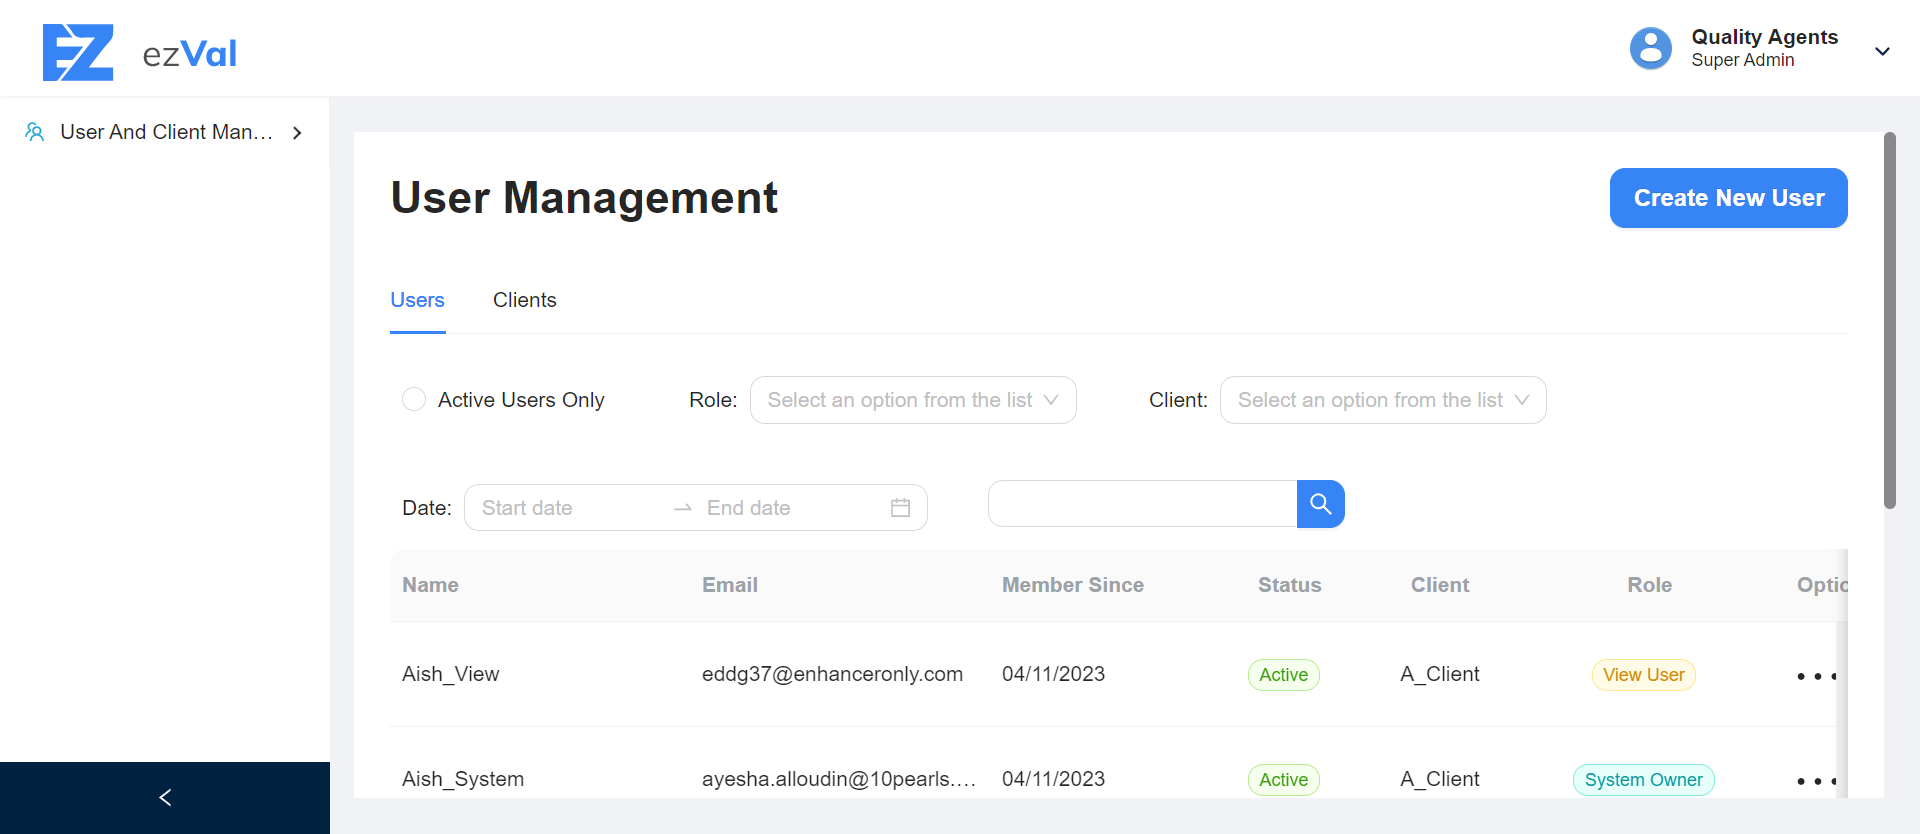 EZ ezVal
Quality Agents
Super Admin
User And Client Man...
User Management
Create New User
Users Clients
Active Users Only Role: Select an option from the list Client: Select an option from the list
Date: Start date End date
Name Email Member Since Status Client Role Optic
Aish_View eddg37@enhanceronly.com 04/11/2023 Active A_Client View User
Aish_System ayesha.alloudin@10pearls.... 04/11/2023 Active A_Client System Owner